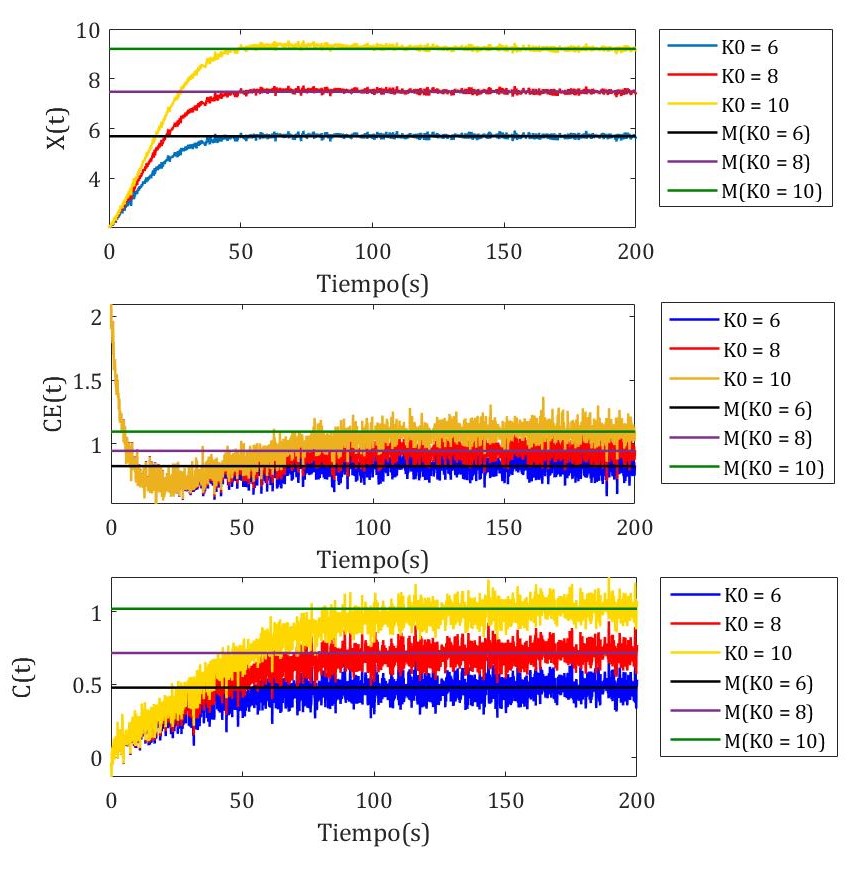 10
8
6
4
X(t)
0
50
100
150
200
Tiempo(s)
K0 = 6
K0 = 8
K0 = 10
M(K0 = 6)
M(K0 = 8)
M(K0 = 10)
2
1.5
1
CE(t)
0
50
100
150
200
Tiempo(s)
K0 = 6
K0 = 8
K0 = 10
M(K0 = 6)
M(K0 = 8)
M(K0 = 10)
1
0.5
0
C(t)
0
50
100
150
200
Tiempo(s)
K0 = 6
K0 = 8
K0 = 10
M(K0 = 6)
M(K0 = 8)
M(K0 = 10)